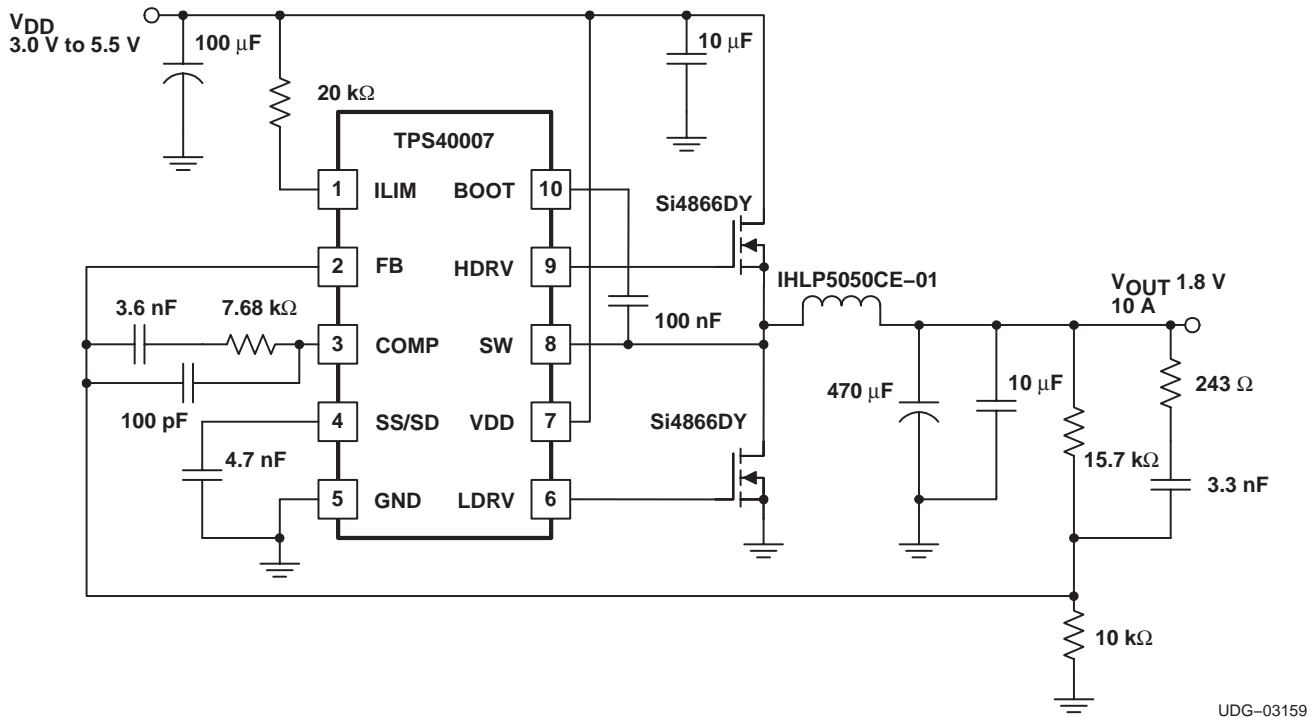 VDD
3.0 V to 5.5 V
100 μF
10 μF
20 kΩ
TPS40007
1 ILIM BOOT 10
Si4866DY
2 FB HDRV 9
IHLP5050CE−01
VOUT 1.8 V
10 A
3.6 nF 7.68 kΩ
100 nF
3 COMP SW 8
470 μF
10 μF
243 Ω
100 pF
4 SS/SD VDD 7
Si4866DY
4.7 nF
15.7 kΩ
3.3 nF
5 GND LDRV 6
10 kΩ
UDG−03159